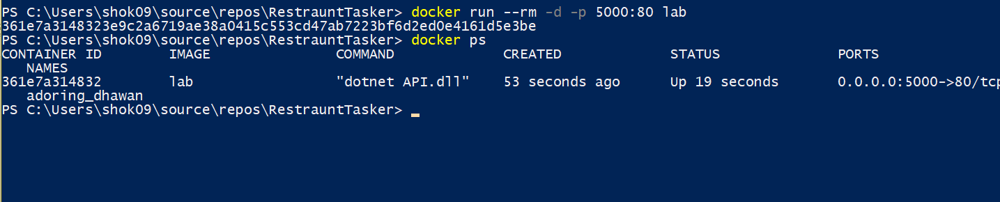 PS C:\Users\shok09\source\repos\RestrauntTasker> docker run --rm -d -p 5000:80 lab
361e7a3148323e9c2a6719ae38a0415c553cd47ab7223bf6d2ed0e4161d5e3be
PS C:\Users\shok09\source\repos\RestrauntTasker> docker ps
CONTAINER ID        IMAGE               COMMAND             CREATED             STATUS              PORTS
   NAMES
361e7a314832        lab                 "dotnet API.dll"    53 seconds ago      Up 19 seconds       0.0.0.0:5000->80/tcp
   adoring_dhawan
PS C:\Users\shok09\source\repos\RestrauntTasker>